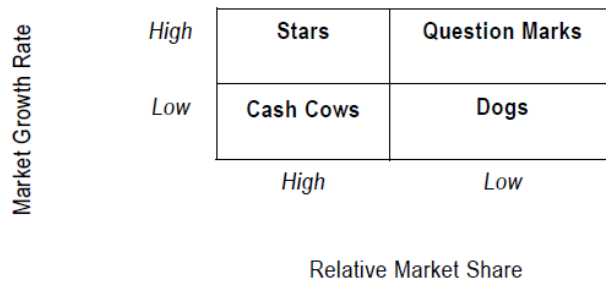 Market Growth Rate
High Stars Question Marks
Low Cash Cows Dogs
High Low
Relative Market Share